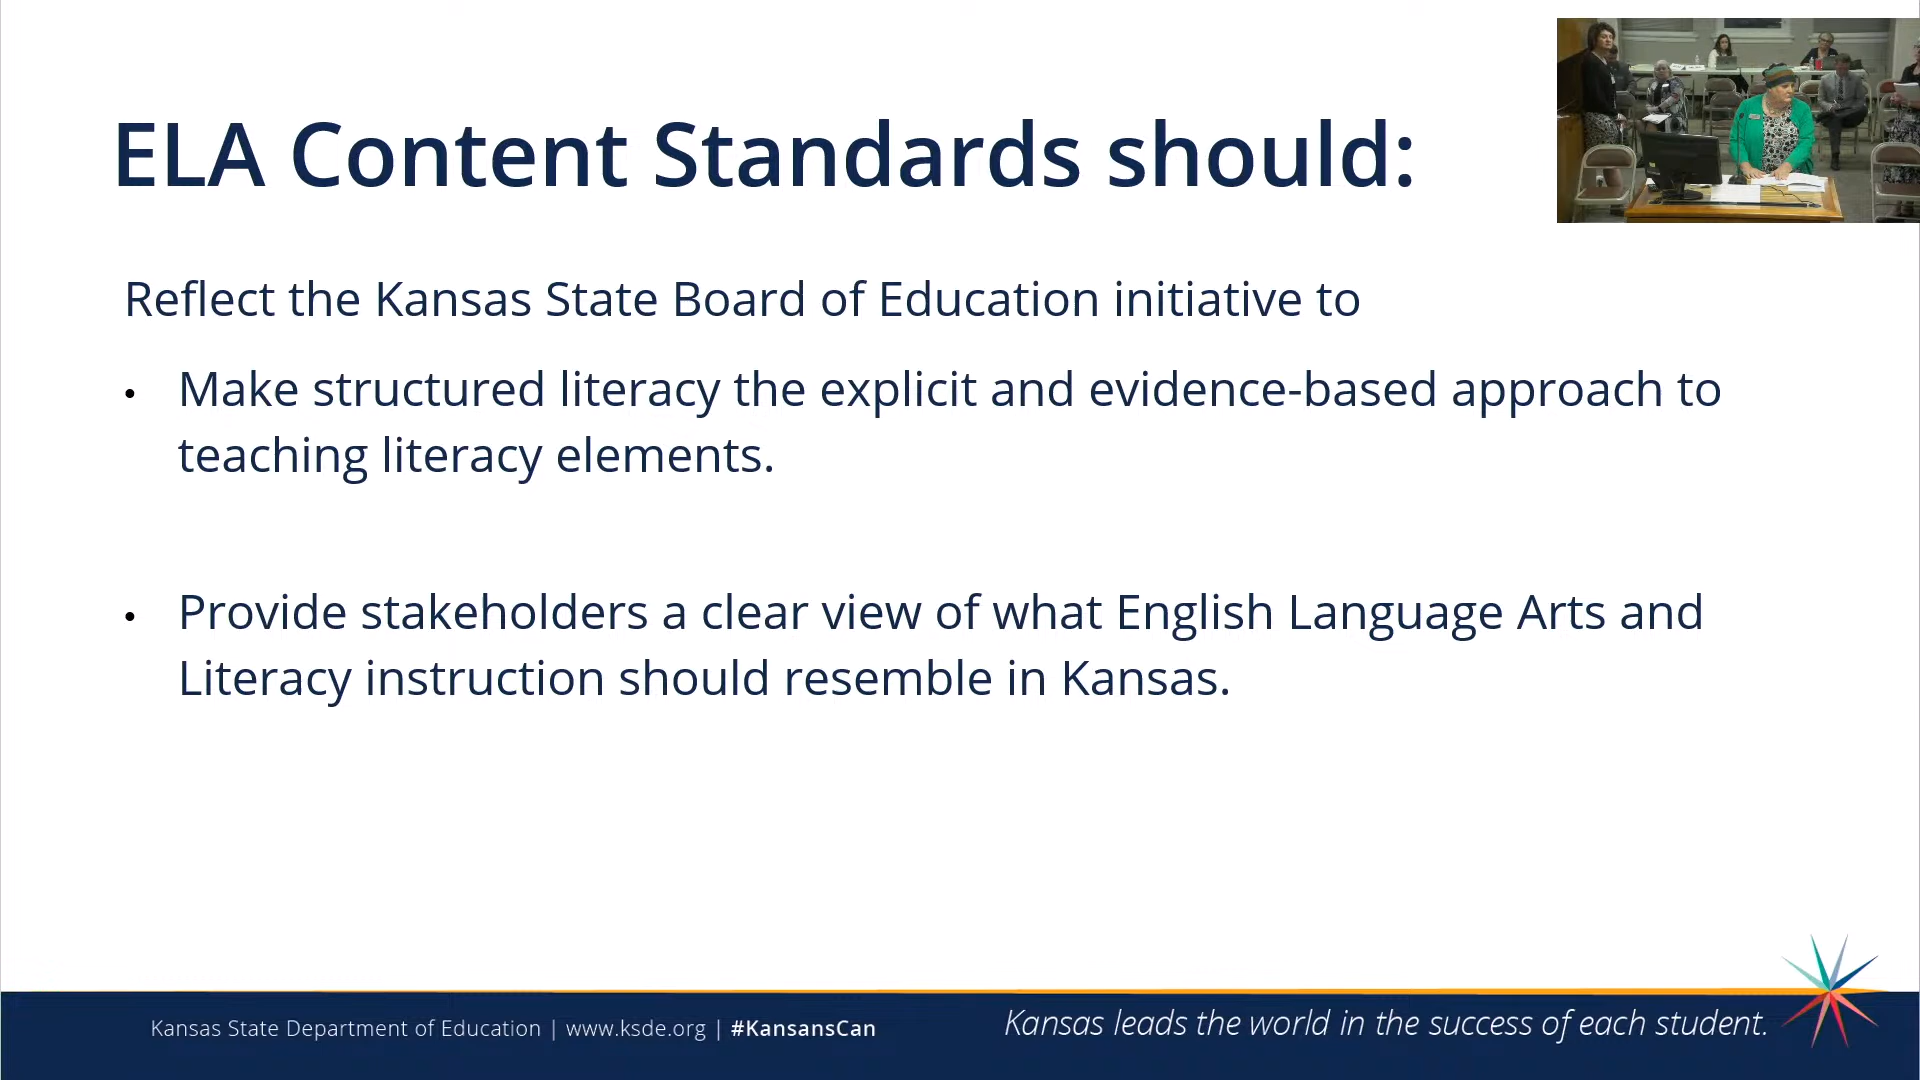 ELA Content Standards should:
Reflect the Kansas State Board of Education initiative to
• Make structured literacy the explicit and evidence-based approach to
teaching literacy elements.
• Provide stakeholders a clear view of what English Language Arts and
Literacy instruction should resemble in Kansas.
Kansas State Department of Education | www.ksde.org | #KansansCan
Kansas leads the world in the success of each student.